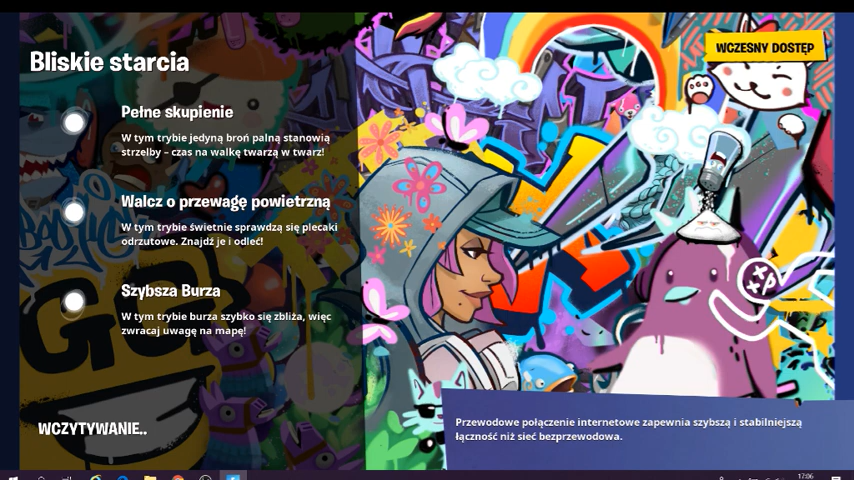 Bliskie starcia
WCZESNY DOSTĘP
Pełne skupienie
W tym trybie jedyną broń palną stanowią
strzelby – czas na walkę twarzą w twarz!
Walcz o przewagę powietrzną
W tym trybie świetnie sprawdzą się plecaki
odrzutowe. Znajdź je i odleć!
Szybsza Burza
W tym trybie burza szybko się zbliża, więc
zwracaj uwagę na mapę!
WCZYTYWANIE..
Przewodowe połączenie internetowe zapewnia szybszą i stabilniejszą
łączność niż sieć bezprzewodowa.
17:06